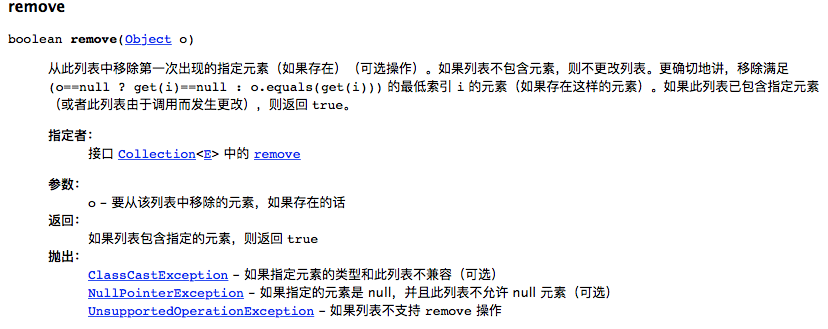 remove
boolean remove(Object o)
从此列表中移除第一次出现的指定元素（如果存在）（可选操作）。如果列表不包含元素，则不更改列表。更确切地讲，移除满足
(o==null ? get(i)==null : o.equals(get(i))) 的最低索引 i 的元素（如果存在这样的元素）。如果此列表已包含指定元素
（或者此列表由于调用而发生更改），则返回 true。
指定者：
接口 Collection<E> 中的 remove
参数：
o - 要从该列表中移除的元素，如果存在的话
返回：
如果列表包含指定的元素，则返回 true
抛出：
ClassCastException - 如果指定元素的类型和此列表不兼容（可选）
NullPointerException - 如果指定的元素是 null，并且此列表不允许 null 元素（可选）
UnsupportedOperationException - 如果列表不支持 remove 操作